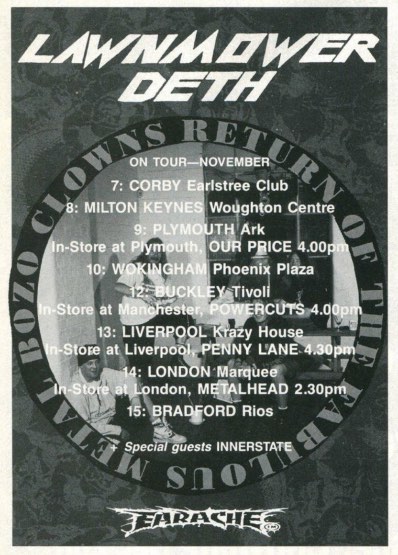 LAWNMOWER
DETH
RETURN OF THE FABULOUS METAL BOZO CLOWNS
ON TOUR—NOVEMBER
7: CORBY Earlstree Club
8: MILTON KEYNES Woughton Centre
9: PLYMOUTH Ark
In-Store at Plymouth, OUR PRICE 4.00pm
10: WOKINGHAM Phoenix Plaza
12: BUCKLEY Tivoli
In-Store at Manchester, POWERCUTS 4.00pm
13: LIVERPOOL Krazy House
In-Store at Liverpool, PENNY LANE 4.30pm
14: LONDON Marquee
In-Store at London, METALHEAD 2.30pm
15: BRADFORD Rios
+ Special guests INNERSTATE
EARACHE